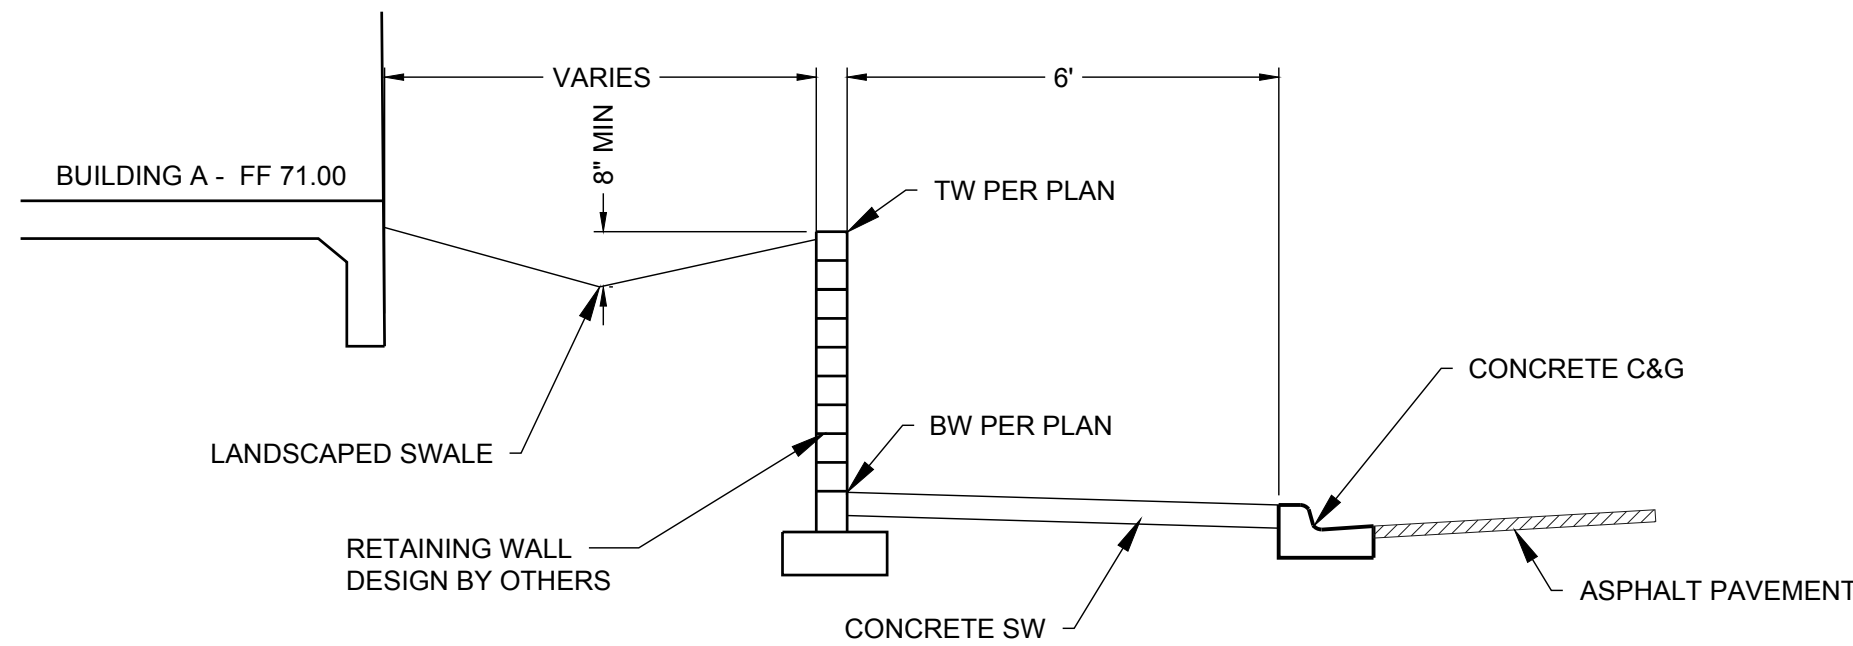 VARIES
6'
8" MIN
BUILDING A - FF 71.00
TW PER PLAN
CONCRETE C&G
BW PER PLAN
LANDSCAPED SWALE
RETAINING WALL
DESIGN BY OTHERS
ASPHALT PAVEMENT
CONCRETE SW